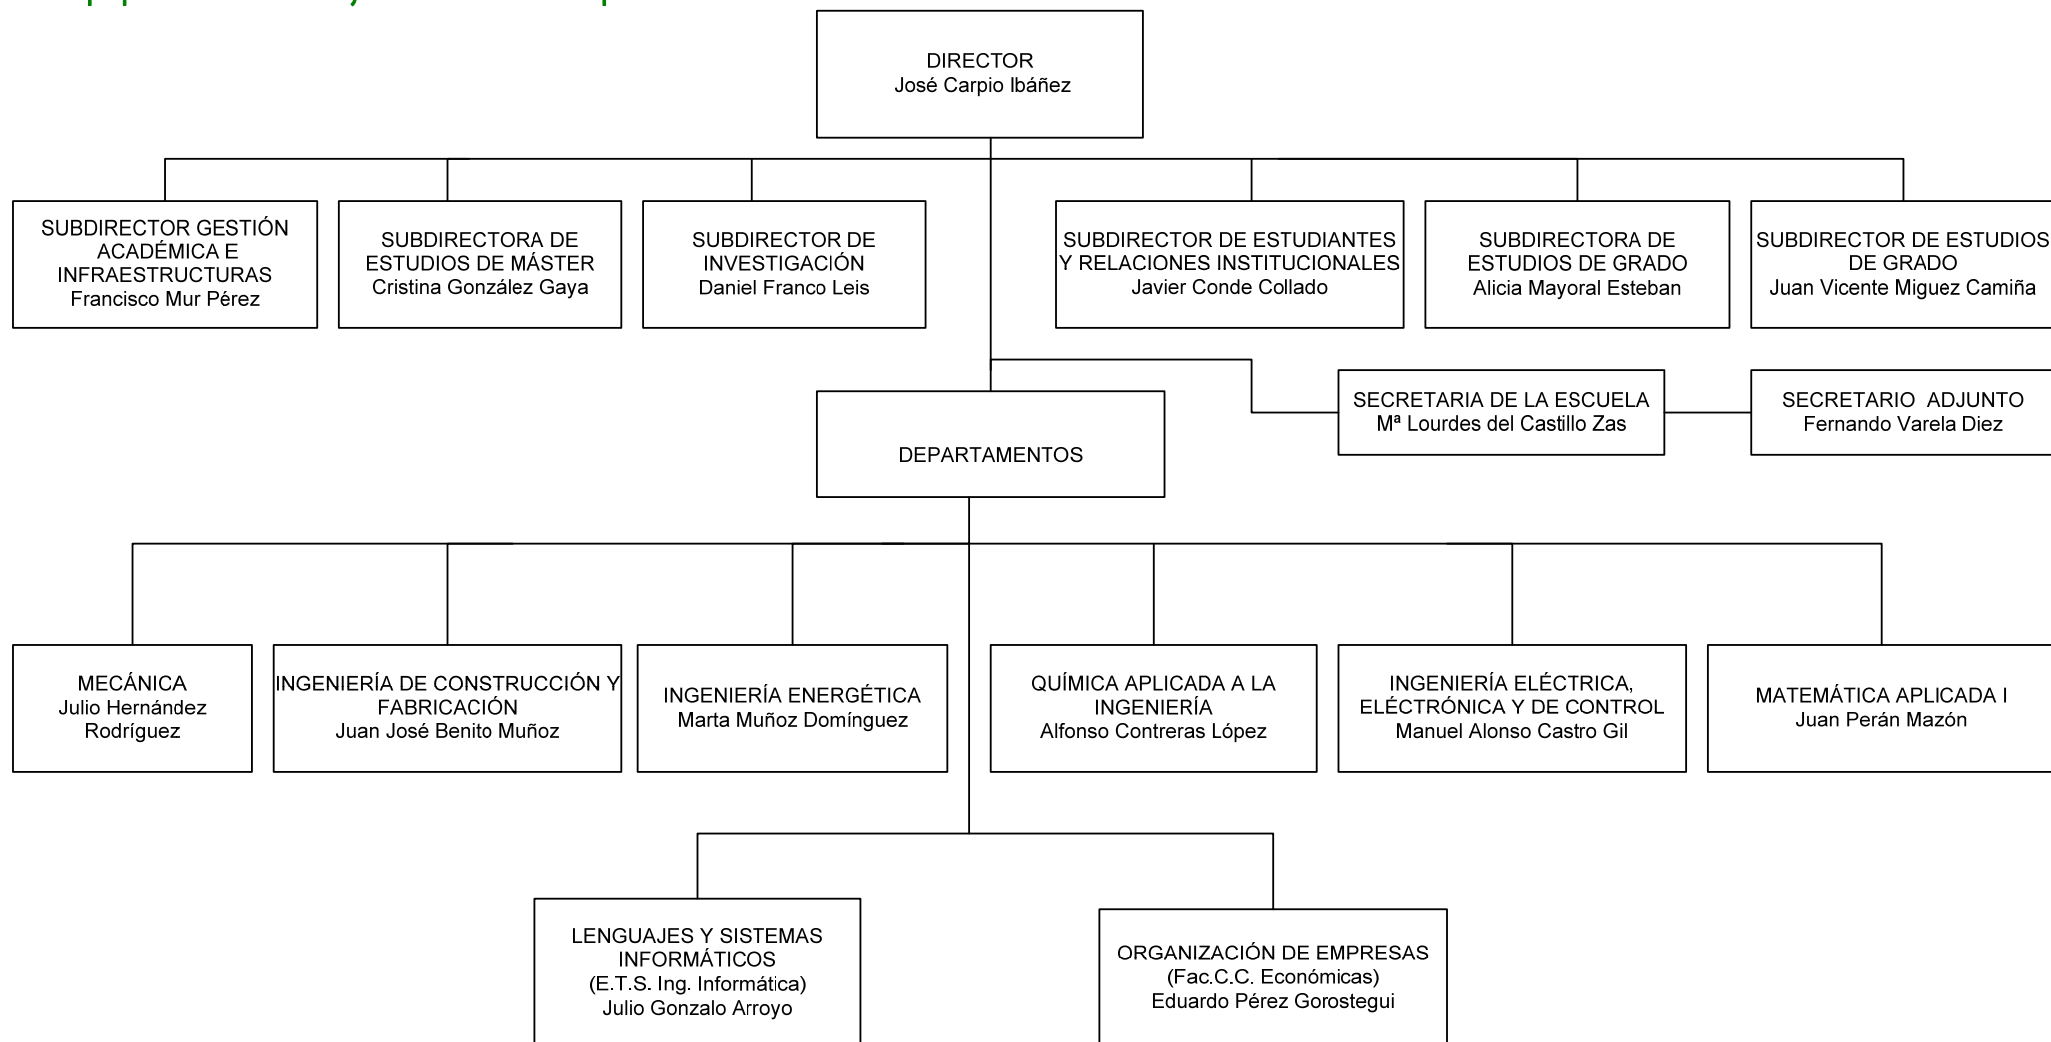 DIRECTOR
José Carpio Ibáñez
SUBDIRECTOR GESTIÓN
ACADÉMICA E
INFRAESTRUCTURAS
Francisco Mur Pérez
SUBDIRECTORA DE
ESTUDIOS DE MÁSTER
Cristina González Gaya
SUBDIRECTOR DE
INVESTIGACIÓN
Daniel Franco Leis
SUBDIRECTOR DE ESTUDIANTES
Y RELACIONES INSTITUCIONALES
Javier Conde Collado
SUBDIRECTORA DE
ESTUDIOS DE GRADO
Alicia Mayoral Esteban
SUBDIRECTOR DE ESTUDIOS
DE GRADO
Juan Vicente Miguez Camiña
SECRETARIA DE LA ESCUELA
Mª Lourdes del Castillo Zas
SECRETARIO ADJUNTO
Fernando Varela Diez
DEPARTAMENTOS
MECÁNICA
Julio Hernández
Rodríguez
INGENIERÍA DE CONSTRUCCIÓN Y
FABRICACIÓN
Juan José Benito Muñoz
INGENIERÍA ENERGÉTICA
Marta Muñoz Domínguez
QUÍMICA APLICADA A LA
INGENIERÍA
Alfonso Contreras López
INGENIERÍA ELÉCTRICA,
ELÉCTRÓNICA Y DE CONTROL
Manuel Alonso Castro Gil
MATEMÁTICA APLICADA I
Juan Perán Mazón
LENGUAJES Y SISTEMAS
INFORMÁTICOS
(E.T.S. Ing. Informática)
Julio Gonzalo Arroyo
ORGANIZACIÓN DE EMPRESAS
(Fac.C.C. Económicas)
Eduardo Pérez Gorostegui